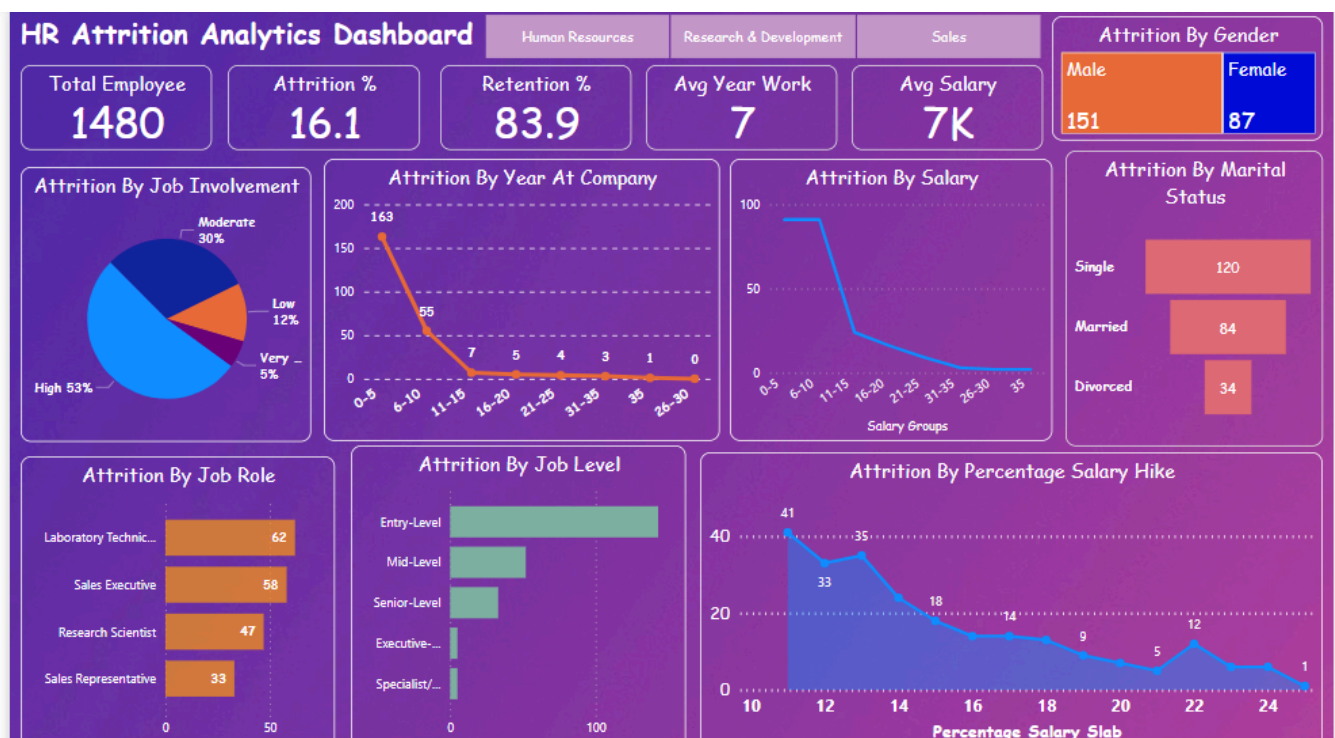 HR Attrition Analytics Dashboard
Human Resources
Research & Development
Sales
Attrition By Gender
Male
Female
151
87
Total Employee
1480
Attrition %
16.1
Retention %
83.9
Avg Year Work
7
Avg Salary
7K
Attrition By Job Involvement
Moderate
30%
Low
12%
Very ...
5%
High 53%
Attrition By Year At Company
200
150
100
50
0
163
55
7
5
4
3
1
0
0-5
6-10
11-15
16-20
21-25
31-35
35
26-30
Attrition By Salary
100
50
0
0-5
6-10
11-15
16-20
21-25
31-35
26-30
35
Salary Groups
Attrition By Marital
Status
Single
120
Married
84
Divorced
34
Attrition By Job Role
Laboratory Technic...
62
Sales Executive
58
Research Scientist
47
Sales Representative
33
0
50
Attrition By Job Level
Entry-Level
Mid-Level
Senior-Level
Executive-...
Specialist/...
0
100
Attrition By Percentage Salary Hike
40
20
0
41
33
35
18
14
9
5
12
1
10
12
14
16
18
20
22
24
Percentage Salary Slab